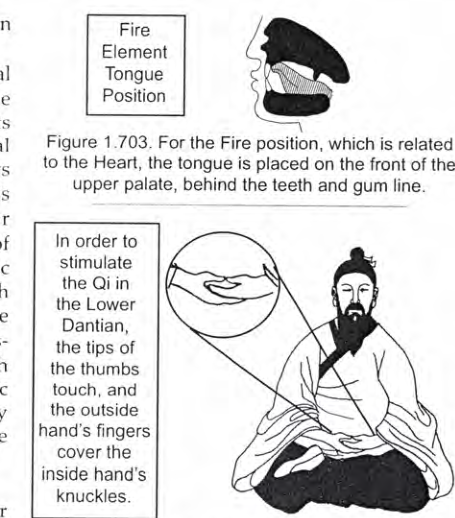 n
al
e
s
al
s
s
r
of
c
h
e
s-
n
c
y
e
r
Fire
Element
Tongue
Position
Figure 1.703. For the Fire position, which is related
to the Heart, the tongue is placed on the front of the
upper palate, behind the teeth and gum line.
In order to
stimulate
the Qi in
the Lower
Dantian,
the tips of
the thumbs
touch, and
the outside
hand's fingers
cover the
inside hand's
knuckles.